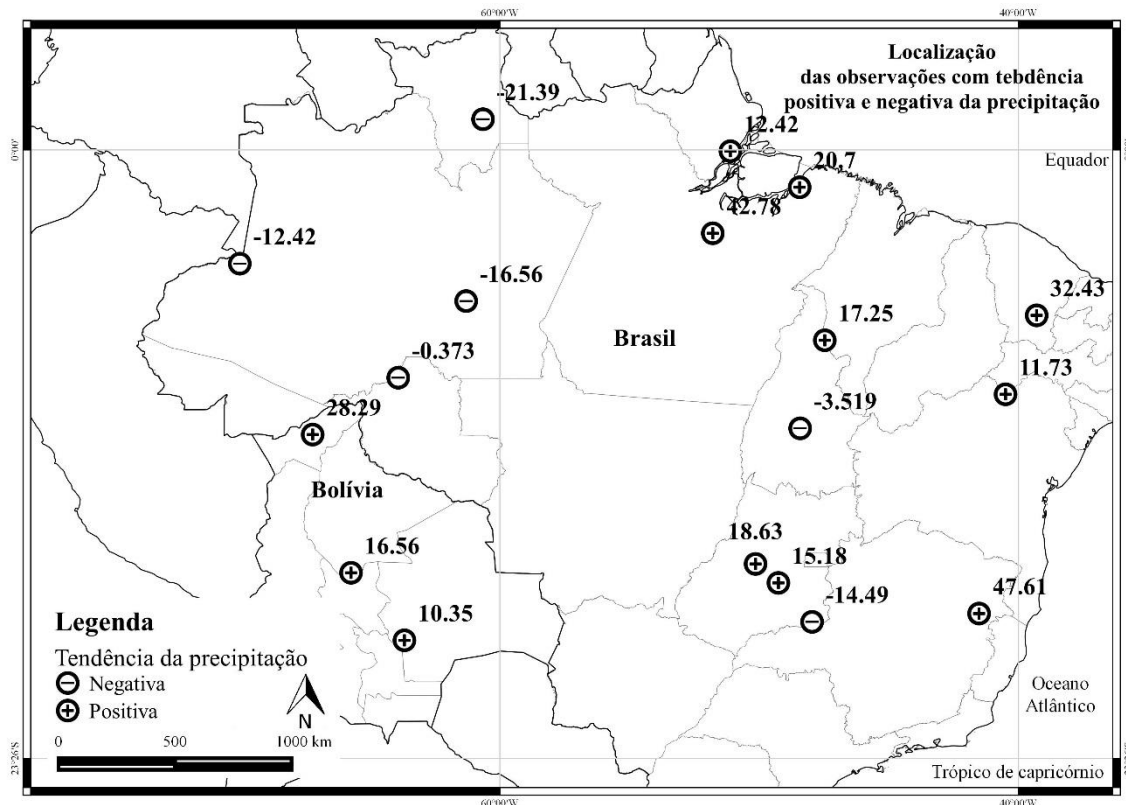 60°00'W
40°00'W
Localização
das observações com tebdência
positiva e negativa da precipitação
-21.39
12.42
0°00'
Equador
20,7
42.78
-12.42
-16.56
32.43
17.25
Brasil
-0.373
11.73
28.29
-3.519
Bolívia
18.63
16.56
15.18
47.61
-14.49
10.35
Legenda
Tendência da precipitação
Negativa
Positiva
N
Oceano
Atlântico
0 500 1000 km
23°26'S
Trópico de capricórnio
60°00'W
40°00'W